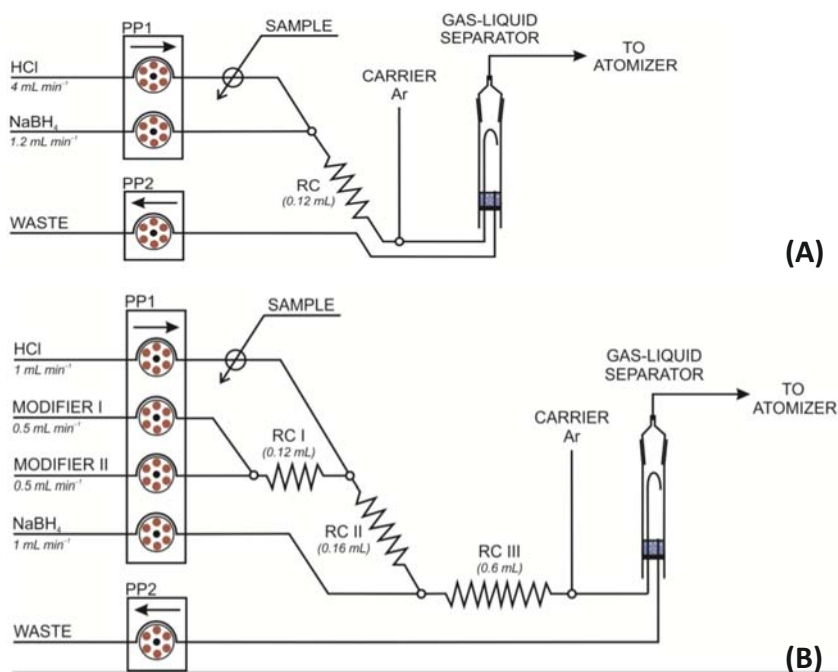 PP1
SAMPLE
GAS-LIQUID
SEPARATOR
TO
ATOMIZER
HCl
4 mL min⁻¹
CARRIER
Ar
NaBH₄
1.2 mL min⁻¹
RC
(0.12 mL)
PP2
WASTE
(A)
PP1
SAMPLE
HCl
1 mL min⁻¹
GAS-LIQUID
SEPARATOR
TO
ATOMIZER
MODIFIER I
0.5 mL min⁻¹
CARRIER
Ar
RC I
(0.12 mL)
MODIFIER II
0.5 mL min⁻¹
NaBH₄
1 mL min⁻¹
RC II
(0.16 mL)
RC III
(0.6 mL)
PP2
WASTE
(B)